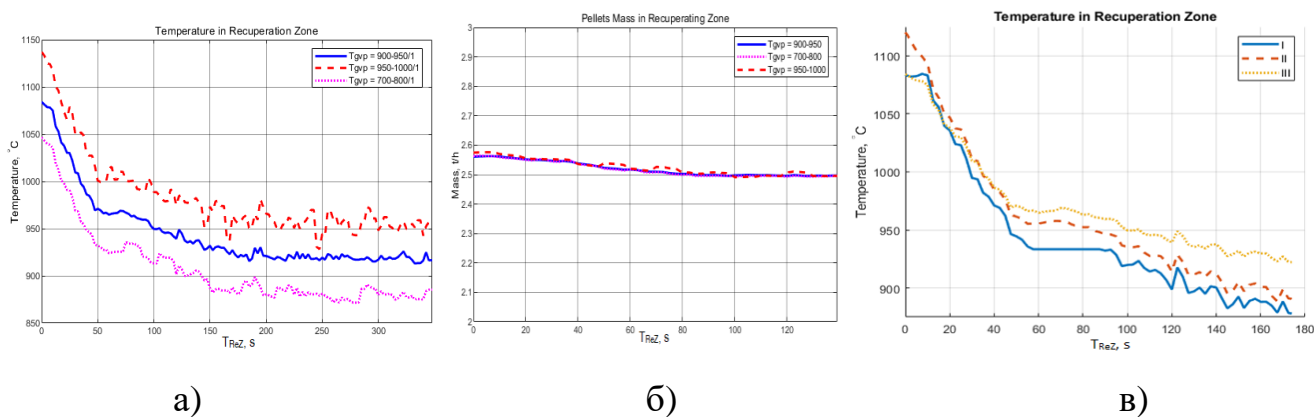 Temperature in Recuperation Zone
1150
1100
1050
1000
950
900
850
0 50 100 150 200 250 300
Temperature, °C
T_ReZ, s
Tgvp = 900-950/1
Tgvp = 950-1000/1
Tgvp = 700-800/1
а)
Pellets Mass in Recuperating Zone
3
2.9
2.8
2.7
2.6
2.5
2.4
2.3
2.2
2.1
2
0 20 40 60 80 100 120
Mass, t/h
T_ReZ, s
Tgvp = 900-950
Tgvp = 700-800
Tgvp = 950-1000
б)
Temperature in Recuperation Zone
1100
1050
1000
950
900
0 20 40 60 80 100 120 140 160 180
Temperature, °C
T_ReZ, s
I
II
III
в)